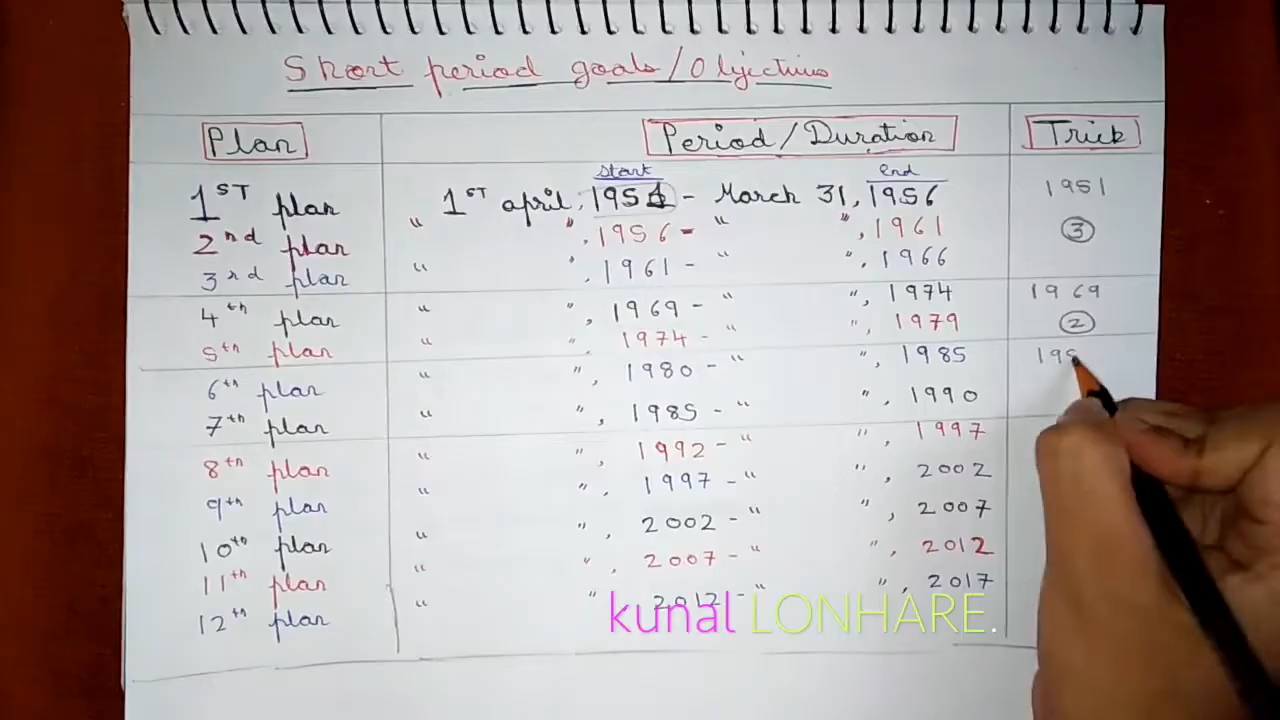 Short period goals/Objectives
Plan Period/Duration Trick
start end
1ST plan 1ST april, 1951 - March 31, 1956 1951
2nd plan " ", 1956 - " ", 1961 3
3rd plan " ", 1961 - " ", 1966
4th plan " ", 1969 - " ", 1974 1969
5th plan " ", 1974 - " ", 1979 2
6th plan " ", 1980 - " ", 1985 198
7th plan " ", 1985 - " ", 1990
8th plan " ", 1992 - " ", 1997
9th plan " ", 1997 - " ", 2002
10th plan " ", 2002 - " ", 2007
11th plan " ", 2007 - " ", 2012
12th plan " ", 2012 - " ", 2017
kunal LONHARE.